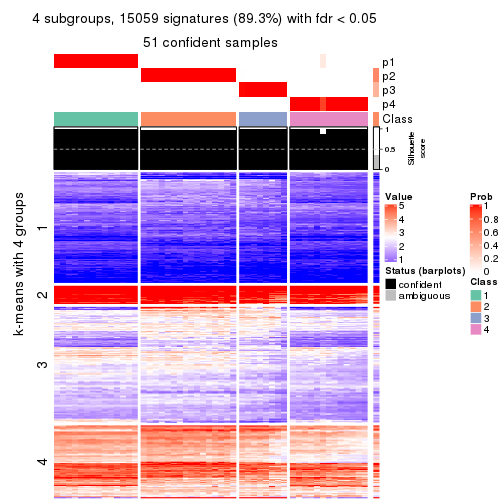 4 subgroups, 15059 signatures (89.3%) with fdr < 0.05
51 confident samples
p1
p2
p3
p4
Class
1
0.5
0
Silhouette
score
k-means with 4 groups
1
2
3
4
Value
5
4
3
2
1
Status (barplots)
confident
ambiguous
Prob
1
0.8
0.6
0.4
0.2
0
Class
1
2
3
4